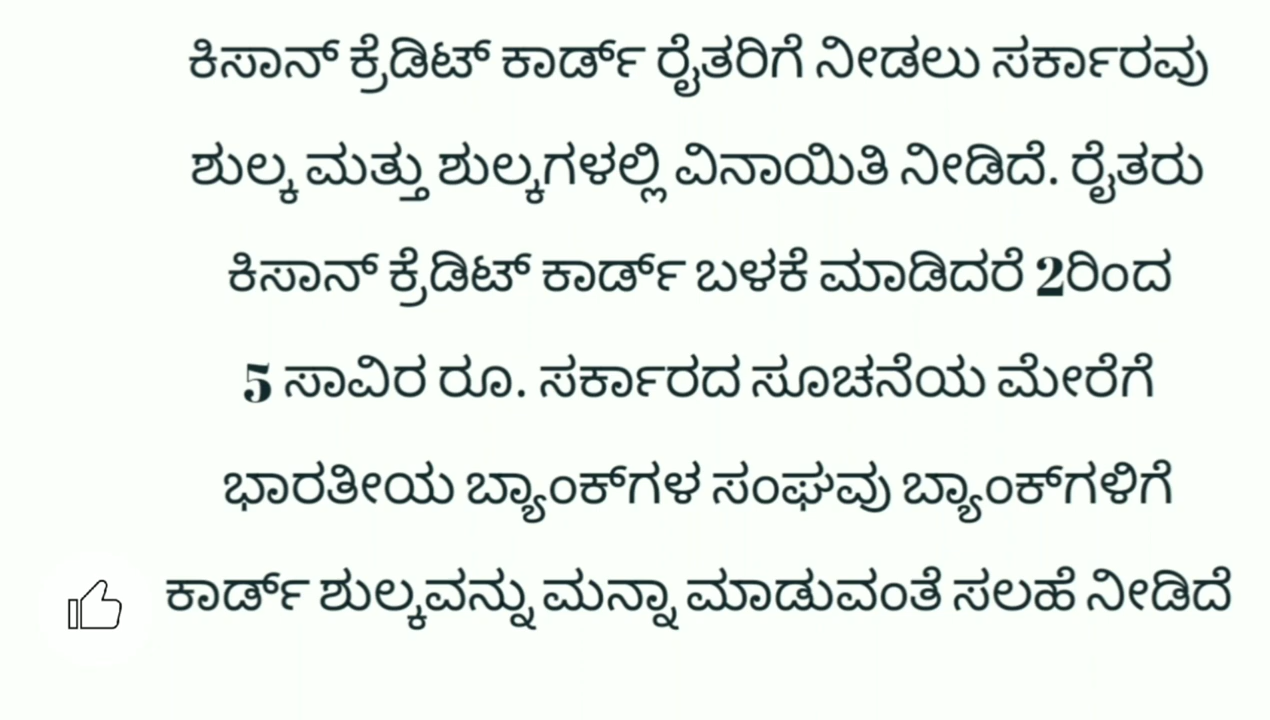 ಕಿಸಾನ್ ಕ್ರೆಡಿಟ್ ಕಾರ್ಡ್ ರೈತರಿಗೆ ನೀಡಲು ಸರ್ಕಾರವು
ಶುಲ್ಕ ಮತ್ತು ಶುಲ್ಕಗಳಲ್ಲಿ ವಿನಾಯಿತಿ ನೀಡಿದೆ. ರೈತರು
ಕಿಸಾನ್ ಕ್ರೆಡಿಟ್ ಕಾರ್ಡ್ ಬಳಕೆ ಮಾಡಿದರೆ 2ರಿಂದ
5 ಸಾವಿರ ರೂ. ಸರ್ಕಾರದ ಸೂಚನೆಯ ಮೇರೆಗೆ
ಭಾರತೀಯ ಬ್ಯಾಂಕ್‌ಗಳ ಸಂಘವು ಬ್ಯಾಂಕ್‌ಗಳಿಗೆ
ಕಾರ್ಡ್ ಶುಲ್ಕವನ್ನು ಮನ್ನಾ ಮಾಡುವಂತೆ ಸಲಹೆ ನೀಡಿದೆ